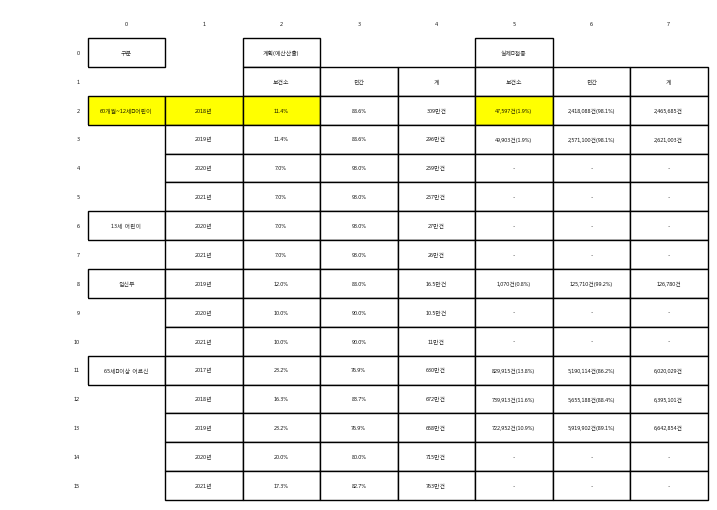 0 1 2 3 4 5 6 7
0 구분 계획(예산 산출) 실제 접종
1 보건소 민간 계 보건소 민간 계
2 60개월~12세 어린이 2018년 11.4% 88.6% 309만건 47,597건(1.9%) 2,418,088건(98.1%) 2,465,685건
3 2019년 11.4% 88.6% 296만건 49,903건(1.9%) 2,571,100건(98.1%) 2,621,003건
4 2020년 7.0% 93.0% 259만건 - - -
5 2021년 7.0% 93.0% 257만건 - - -
6 13세 어린이 2020년 7.0% 93.0% 27만건 - - -
7 2021년 7.0% 93.0% 26만건 - - -
8 임산부 2019년 12.0% 88.0% 16.5만건 1,070건(0.8%) 125,710건(99.2%) 126,780건
9 2020년 10.0% 90.0% 10.5만건 - - -
10 2021년 10.0% 90.0% 11만건 - - -
11 65세 이상 어르신 2017년 23.2% 76.9% 630만건 829,915건(13.8%) 5,190,114건(86.2%) 6,020,029건
12 2018년 16.3% 83.7% 672만건 739,913건(11.6%) 5,655,188건(88.4%) 6,395,101건
13 2019년 23.2% 76.9% 688만건 722,952건(10.9%) 5,919,902건(89.1%) 6,642,854건
14 2020년 20.0% 80.0% 715만건 - - -
15 2021년 17.3% 82.7% 763만건 - - -